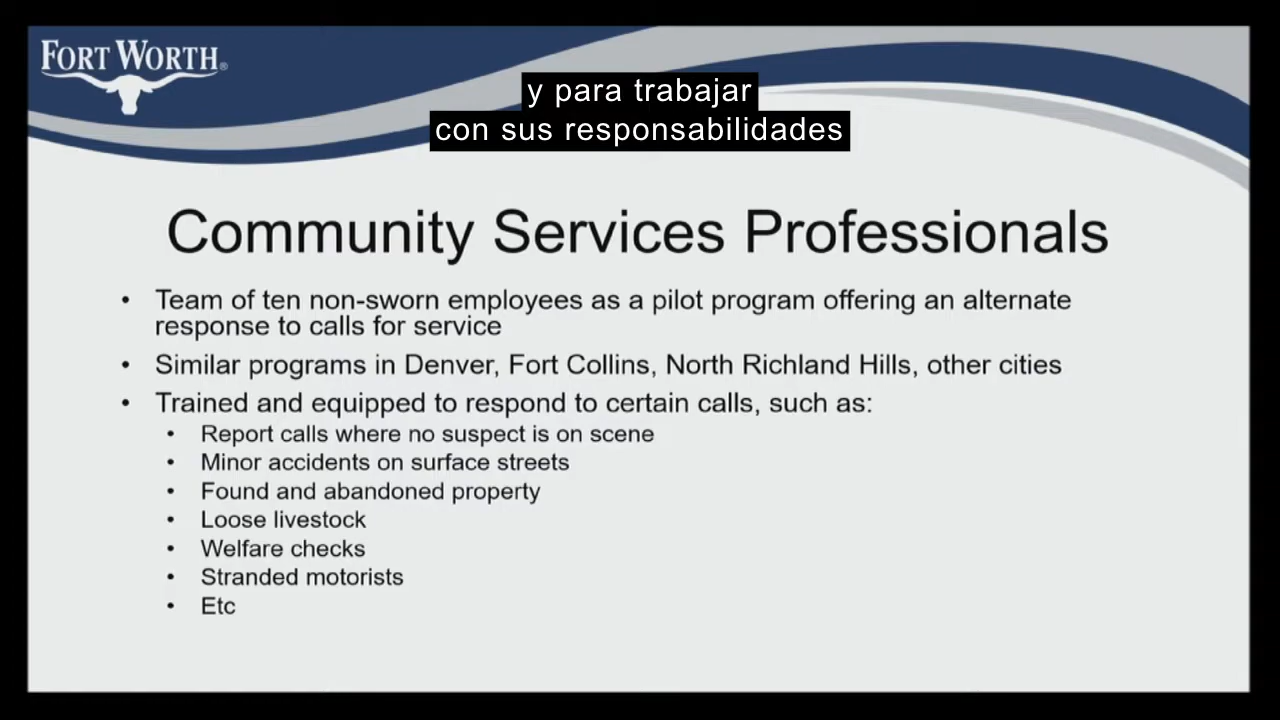 FORT WORTH®
y para trabajar
con sus responsabilidades
Community Services Professionals
• Team of ten non-sworn employees as a pilot program offering an alternate
response to calls for service
• Similar programs in Denver, Fort Collins, North Richland Hills, other cities
• Trained and equipped to respond to certain calls, such as:
• Report calls where no suspect is on scene
• Minor accidents on surface streets
• Found and abandoned property
• Loose livestock
• Welfare checks
• Stranded motorists
• Etc